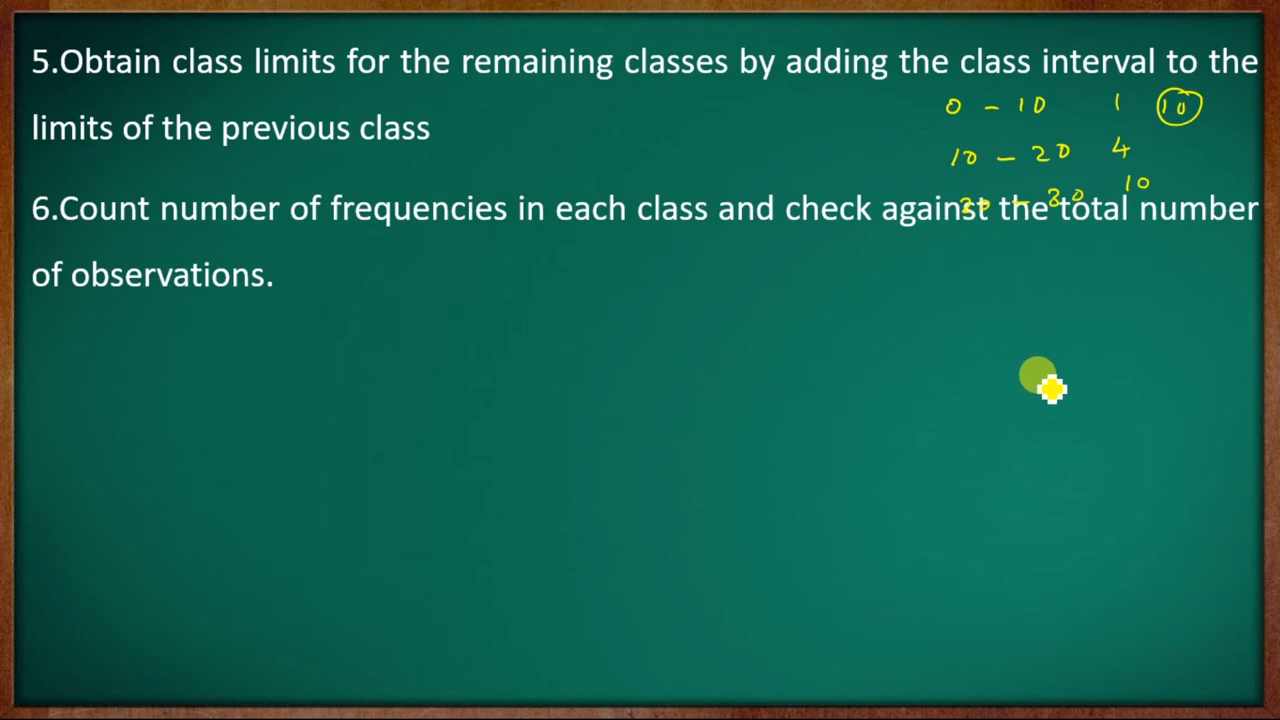 5.Obtain class limits for the remaining classes by adding the class interval to the
0 - 10 1 10
limits of the previous class
10 - 20 4
10
20 - 30
6.Count number of frequencies in each class and check against the total number
of observations.